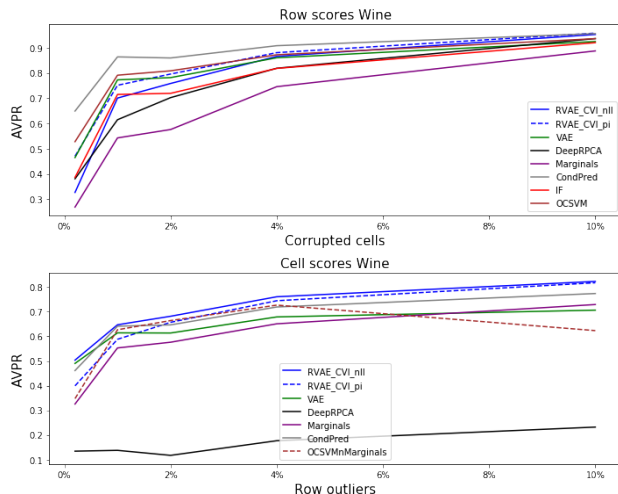 Row scores Wine
AVPR
0.9
0.8
0.7
0.6
0.5
0.4
0.3
RVAE_CVI_nll
RVAE_CVI_pi
VAE
DeepRPCA
Marginals
CondPred
IF
OCSVM
0% 2% 4% 6% 8% 10%
Corrupted cells
Cell scores Wine
AVPR
0.8
0.7
0.6
0.5
0.4
0.3
0.2
0.1
RVAE_CVI_nll
RVAE_CVI_pi
VAE
DeepRPCA
Marginals
CondPred
OCSVMnMarginals
0% 2% 4% 6% 8% 10%
Row outliers